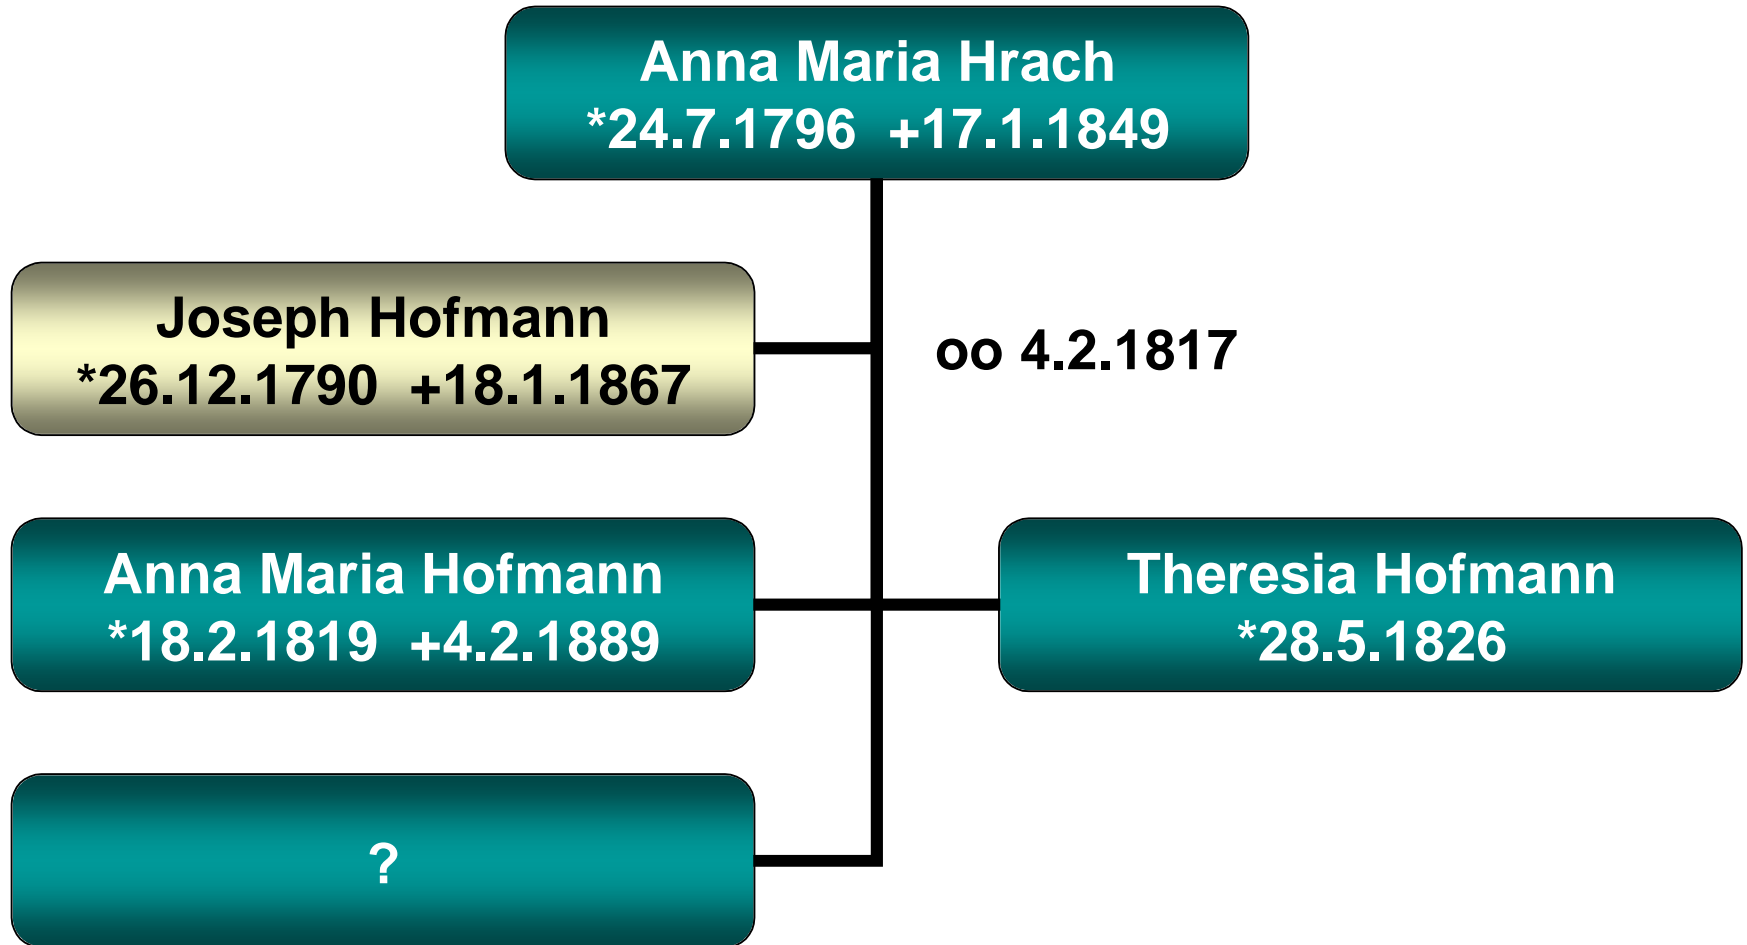 Anna Maria Hrach
*24.7.1796 +17.1.1849
Joseph Hofmann
*26.12.1790 +18.1.1867
oo 4.2.1817
Anna Maria Hofmann
*18.2.1819 +4.2.1889
Theresia Hofmann
*28.5.1826
?